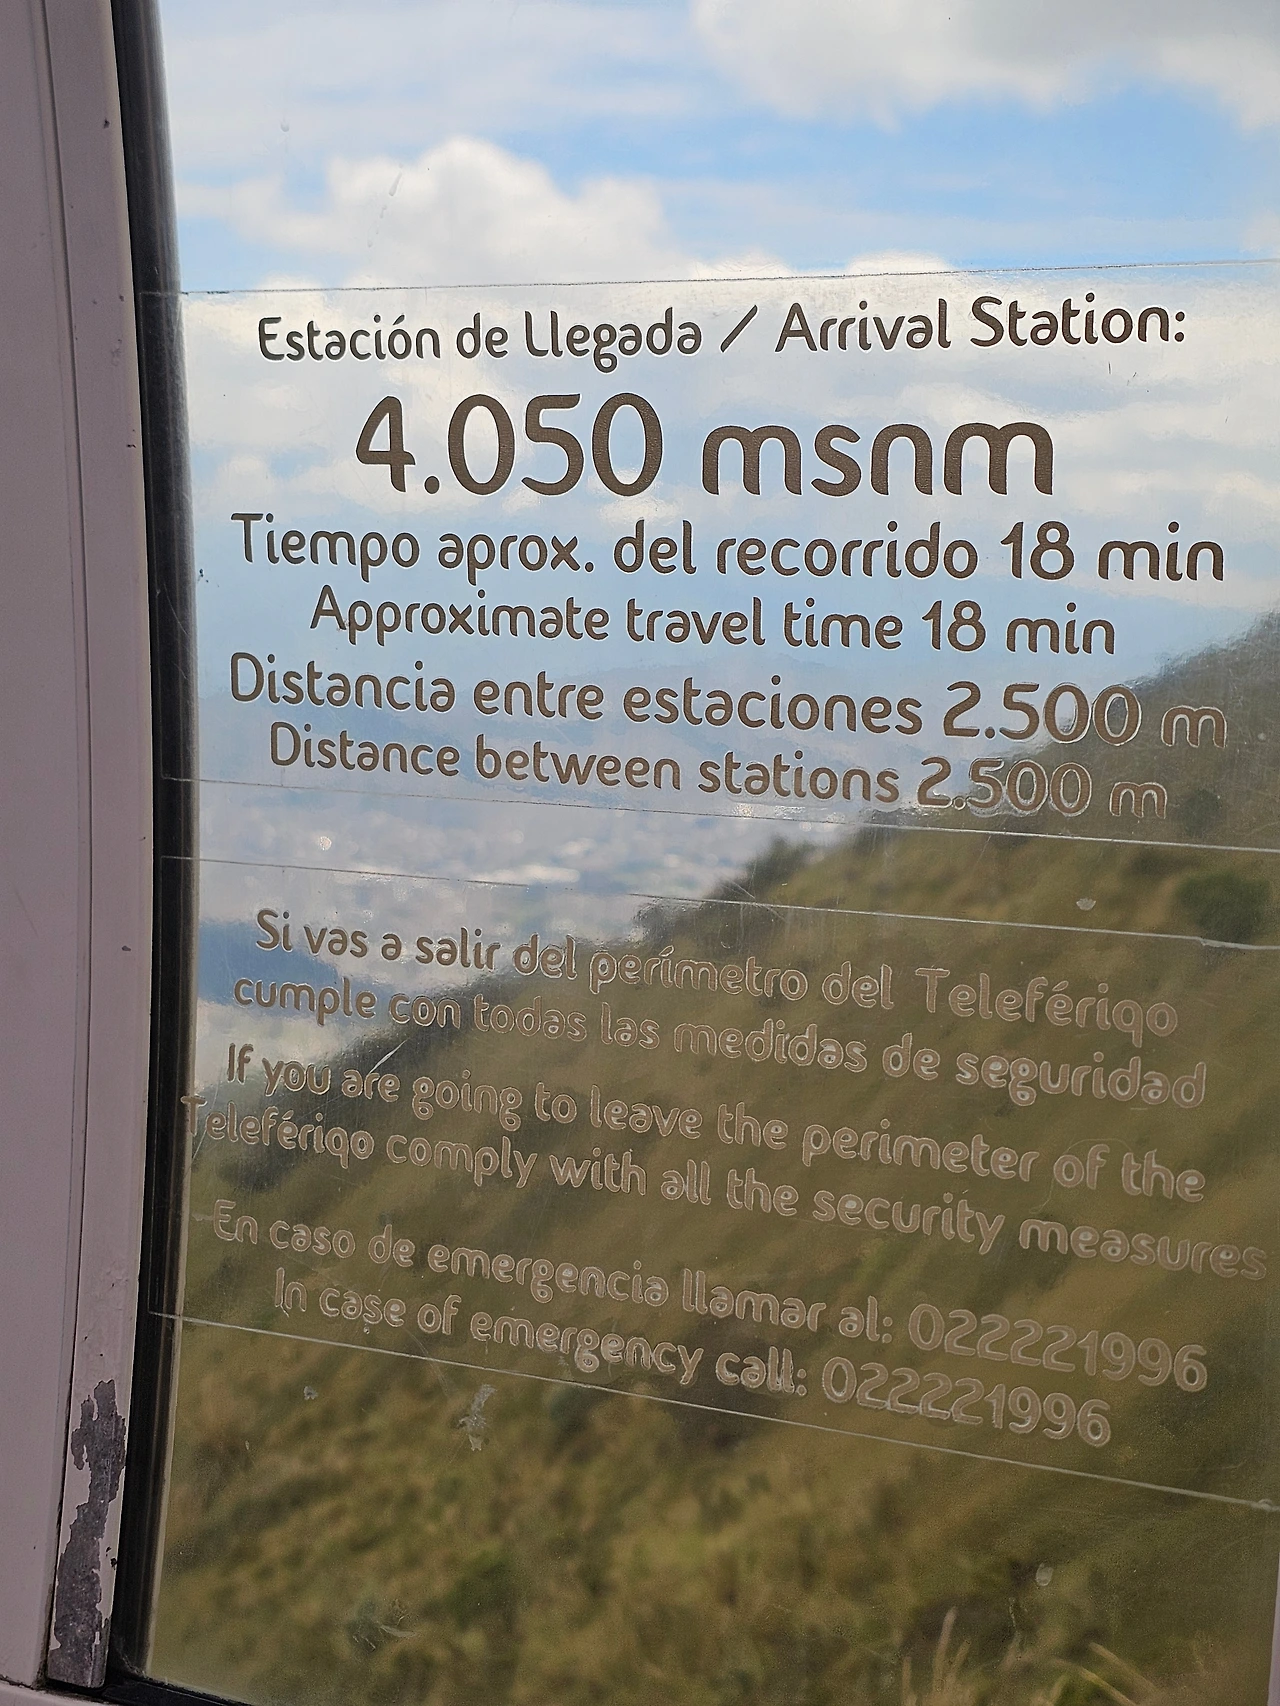 Estación de Llegada / Arrival Station:
4.050 msnm
Tiempo aprox. del recorrido 18 min
Approximate travel time 18 min
Distancia entre estaciones 2.500 m
Distance between stations 2.500 m
Si vas a salir del perímetro del Telefériqo
cumple con todas las medidas de seguridad
If you are going to leave the perimeter of the
Telefériqo comply with all the security measures
En caso de emergencia llamar al: 022221996
In case of emergency call: 022221996